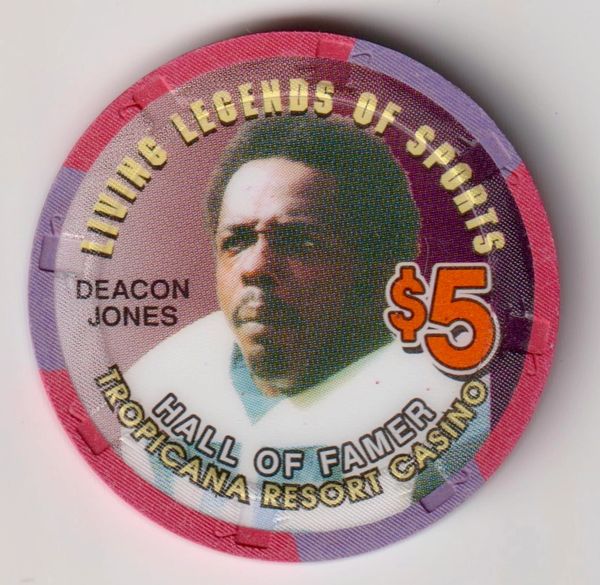 LIVING LEGENDS OF SPORTS
DEACON
JONES
$5
HALL OF FAMER
TROPICANA RESORT CASINO